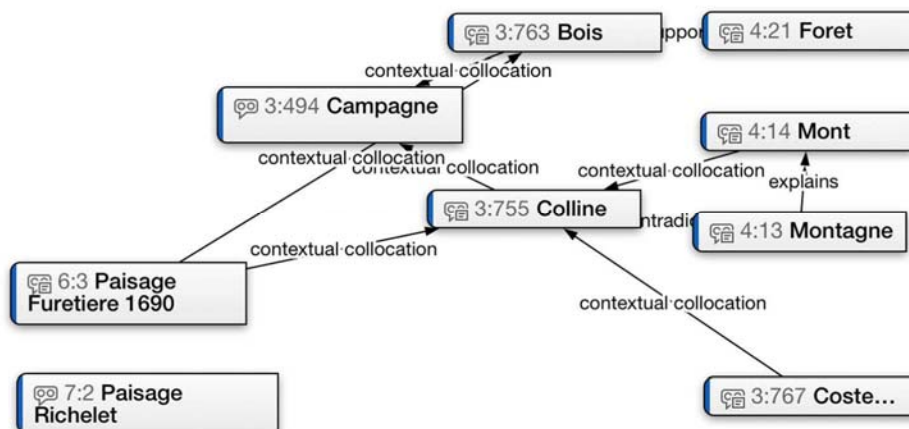 3:763 Bois
4:21 Foret
contextual collocation
3:494 Campagne
4:14 Mont
contextual collocation
contextual collocation
contextual collocation
explains
3:755 Colline
4:13 Montagne
contextual collocation
6:3 Paisage
Furetiere 1690
contextual collocation
7:2 Paisage
Richelet
3:767 Coste...